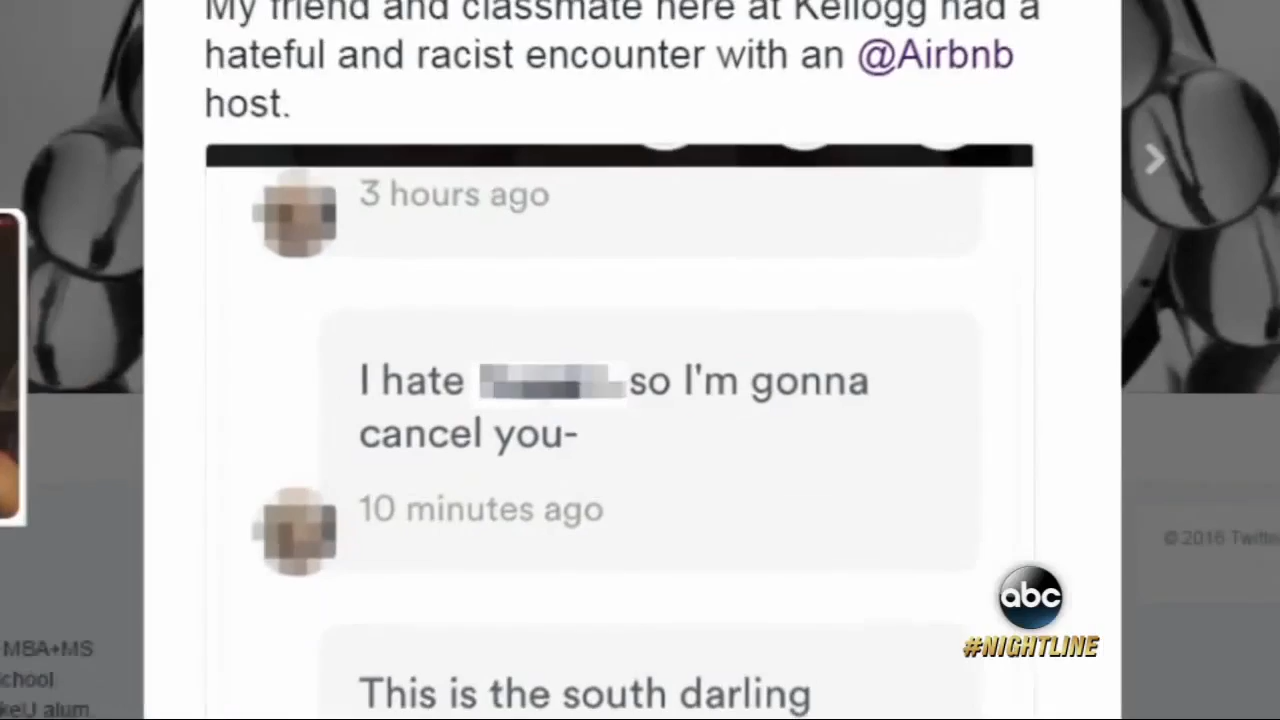 My friend and classmate here at Kellogg had a
hateful and racist encounter with an @Airbnb
host.
3 hours ago
I hate so I'm gonna
cancel you-
10 minutes ago
This is the south darling
MBA+MS
chool
keU alum.
© 2016 Twitte
abc
#NIGHTLINE